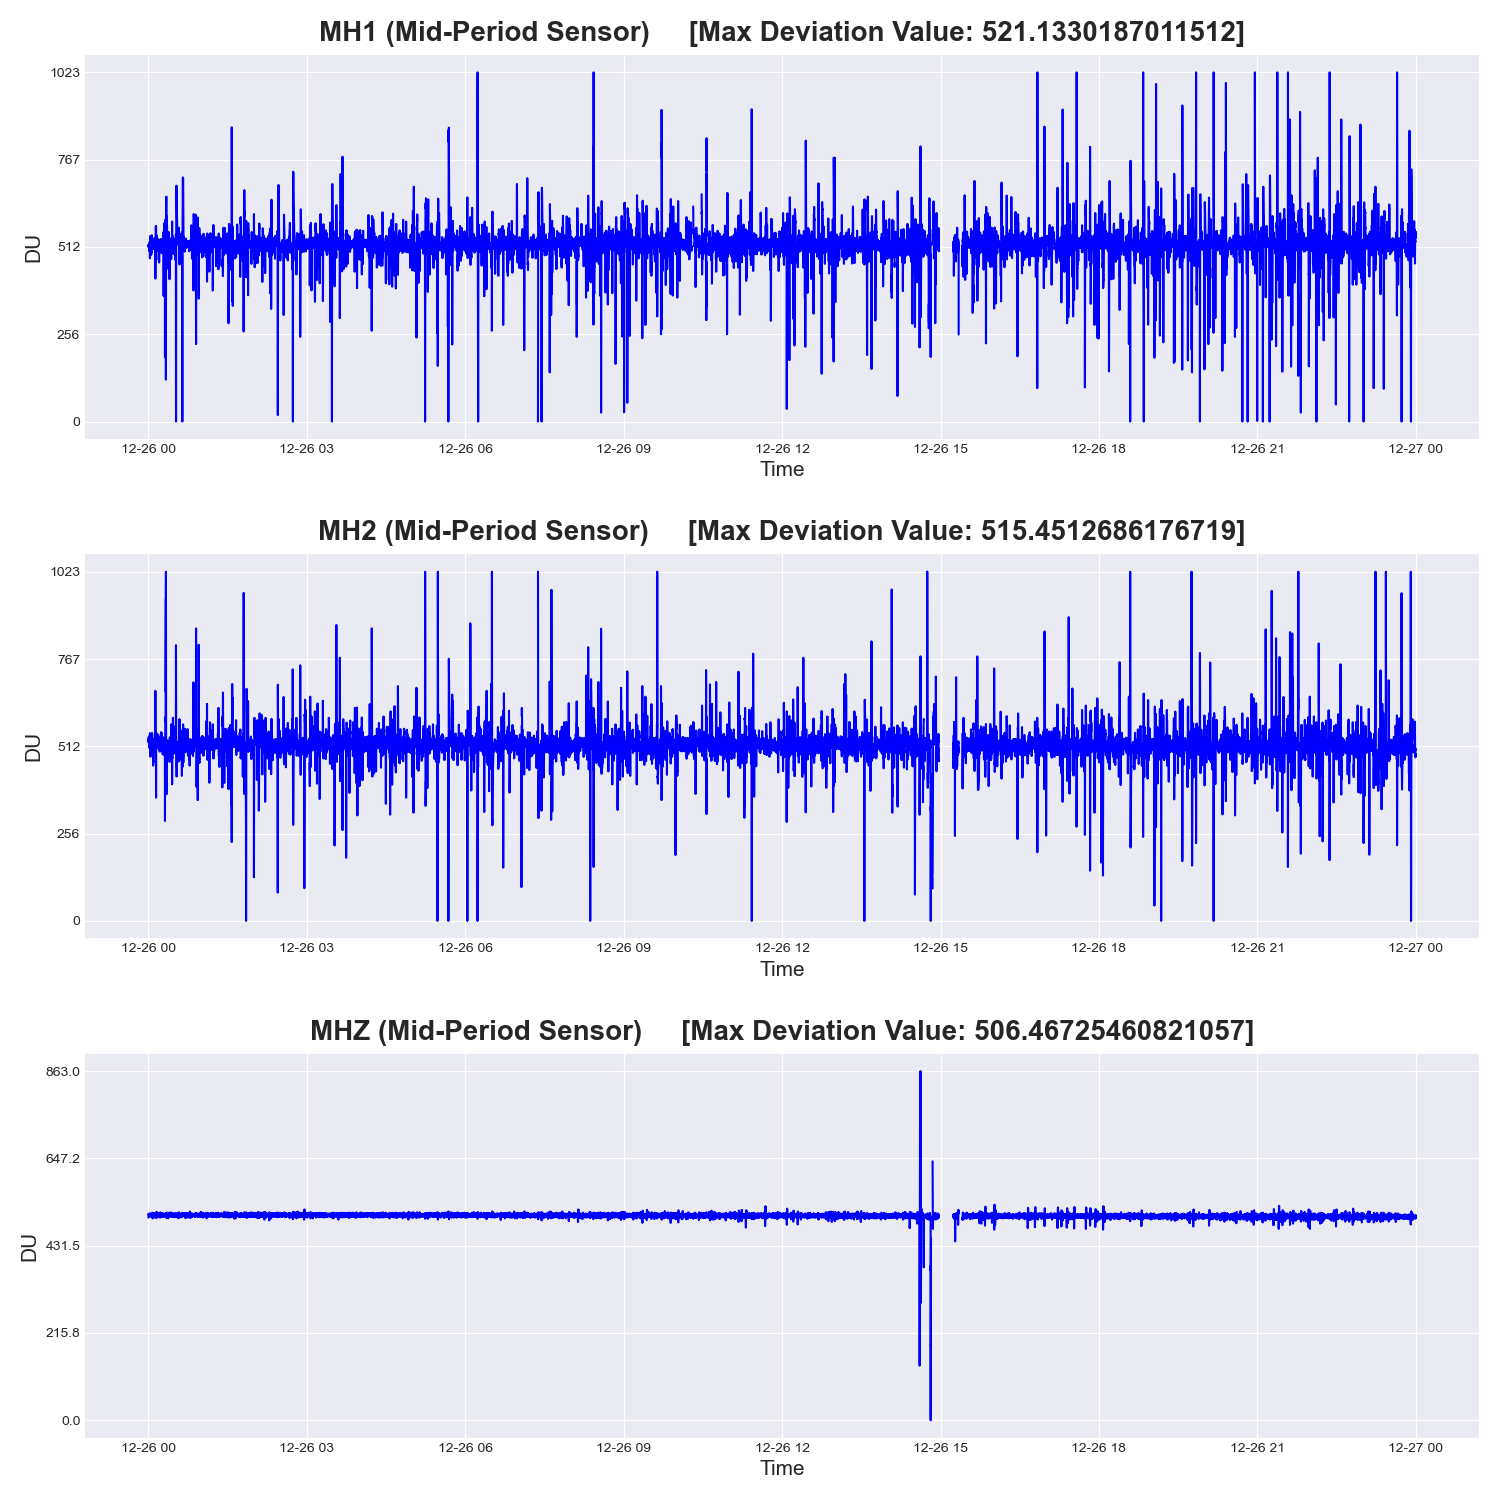 MH1 (Mid-Period Sensor) [Max Deviation Value: 521.1330187011512]
1023
767
512
256
0
DU
12-26 00 12-26 03 12-26 06 12-26 09 12-26 12 12-26 15 12-26 18 12-26 21 12-27 00
Time
MH2 (Mid-Period Sensor) [Max Deviation Value: 515.4512686176719]
1023
767
512
256
0
DU
12-26 00 12-26 03 12-26 06 12-26 09 12-26 12 12-26 15 12-26 18 12-26 21 12-27 00
Time
MHZ (Mid-Period Sensor) [Max Deviation Value: 506.46725460821057]
863.0
647.2
431.5
215.8
0.0
DU
12-26 00 12-26 03 12-26 06 12-26 09 12-26 12 12-26 15 12-26 18 12-26 21 12-27 00
Time